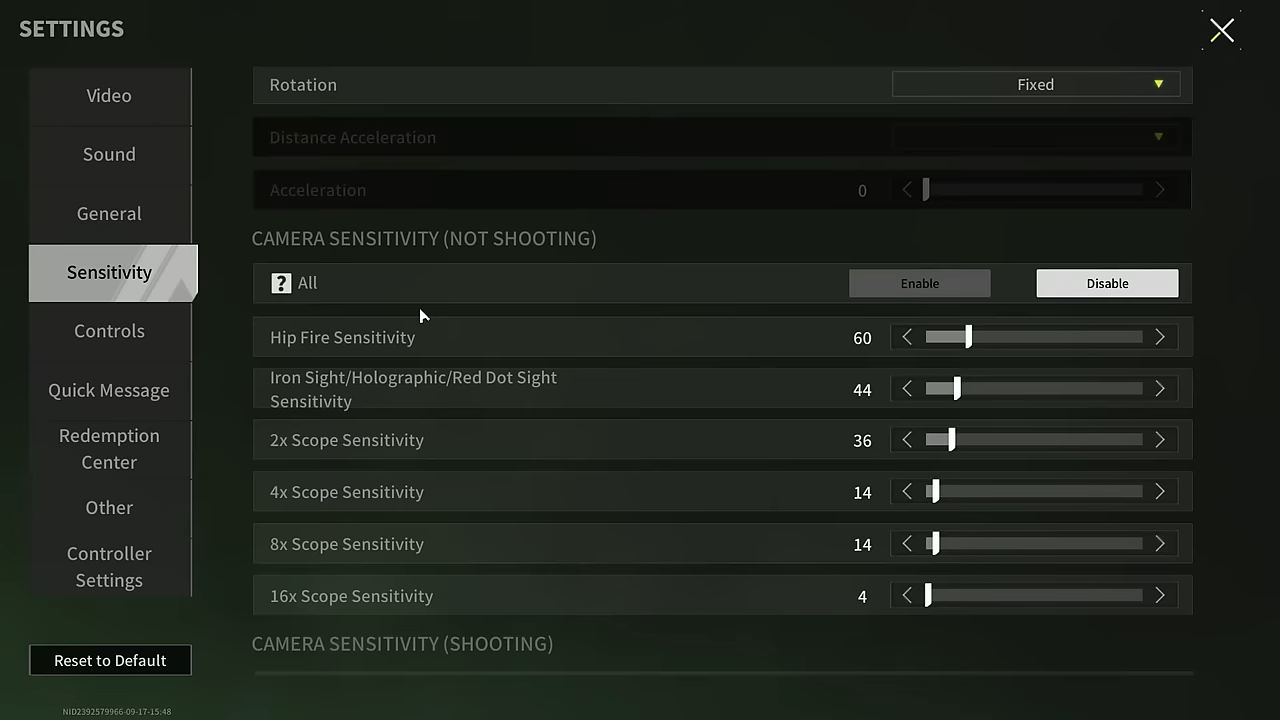 SETTINGS
Video
Sound
General
Sensitivity
Controls
Quick Message
Redemption
Center
Other
Controller
Settings
Reset to Default
NID2392579966-09-17-15:48
Rotation Fixed
Distance Acceleration
Acceleration 0
CAMERA SENSITIVITY (NOT SHOOTING)
? All Enable Disable
Hip Fire Sensitivity 60
Iron Sight/Holographic/Red Dot Sight
Sensitivity 44
2x Scope Sensitivity 36
4x Scope Sensitivity 14
8x Scope Sensitivity 14
16x Scope Sensitivity 4
CAMERA SENSITIVITY (SHOOTING)